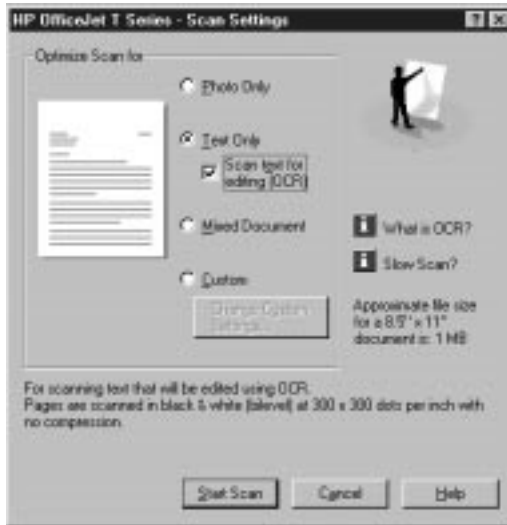 HP OfficeJet T Series - Scan Settings
Optimize Scan for
Photo Only
Text Only
Scan text for
editing (OCR)
Mixed Document
What is OCR?
Slow Scan?
Custom
Change Custom
Settings...
Approximate file size
for a 8.5" x 11"
document is: 1 MB
For scanning text that will be edited using OCR.
Pages are scanned in black & white (bilevel) at 300 x 300 dots per inch with
no compression.
Start Scan
Cancel
Help